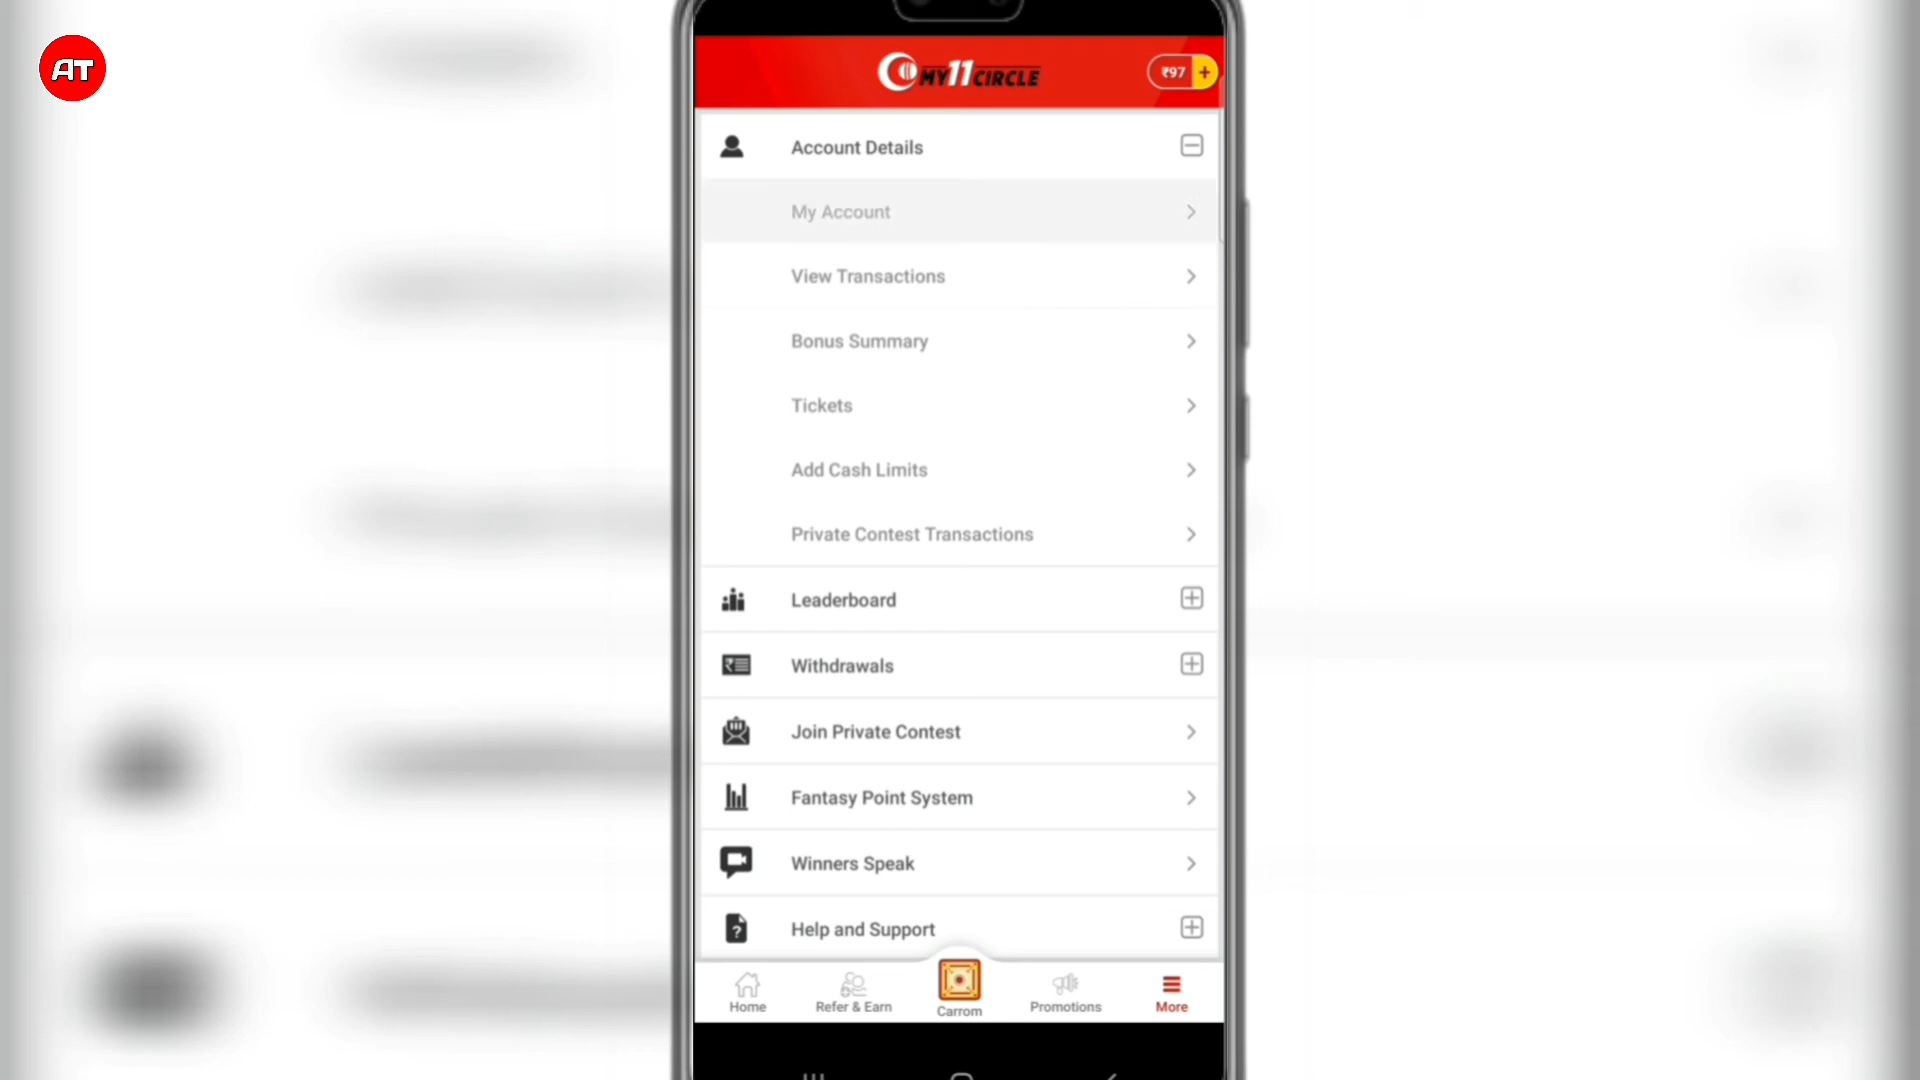 AT
MY11CIRCLE
₹97 +
Account Details
My Account
View Transactions
Bonus Summary
Tickets
Add Cash Limits
Private Contest Transactions
Leaderboard
Withdrawals
Join Private Contest
Fantasy Point System
Winners Speak
Help and Support
Home
Refer & Earn
Carrom
Promotions
More